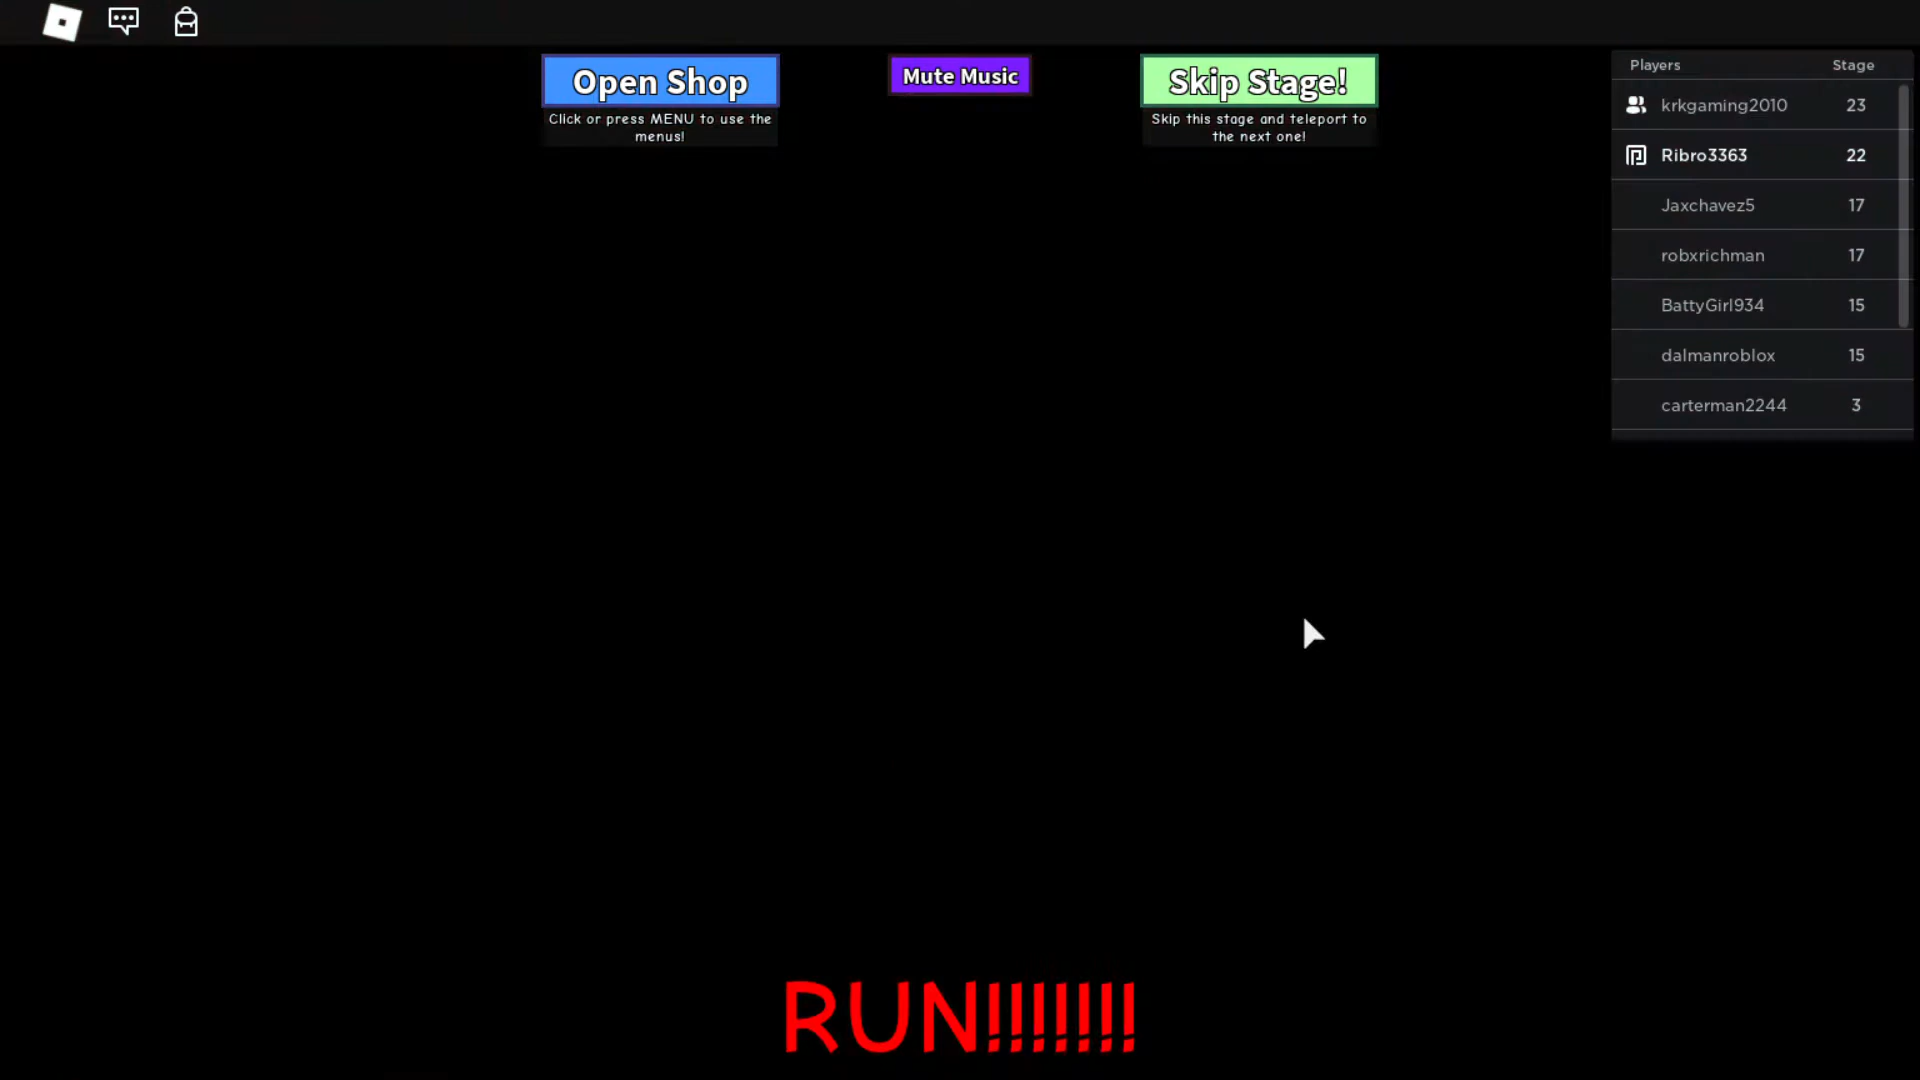 Open Shop
Click or press MENU to use the
menus!
Mute Music
Skip Stage!
Skip this stage and teleport to
the next one!
Players Stage
krkgaming2010 23
Ribro3363 22
Jaxchavez5 17
robxrichman 17
BattyGirl934 15
dalmanroblox 15
carterman2244 3
RUN!!!!!!!